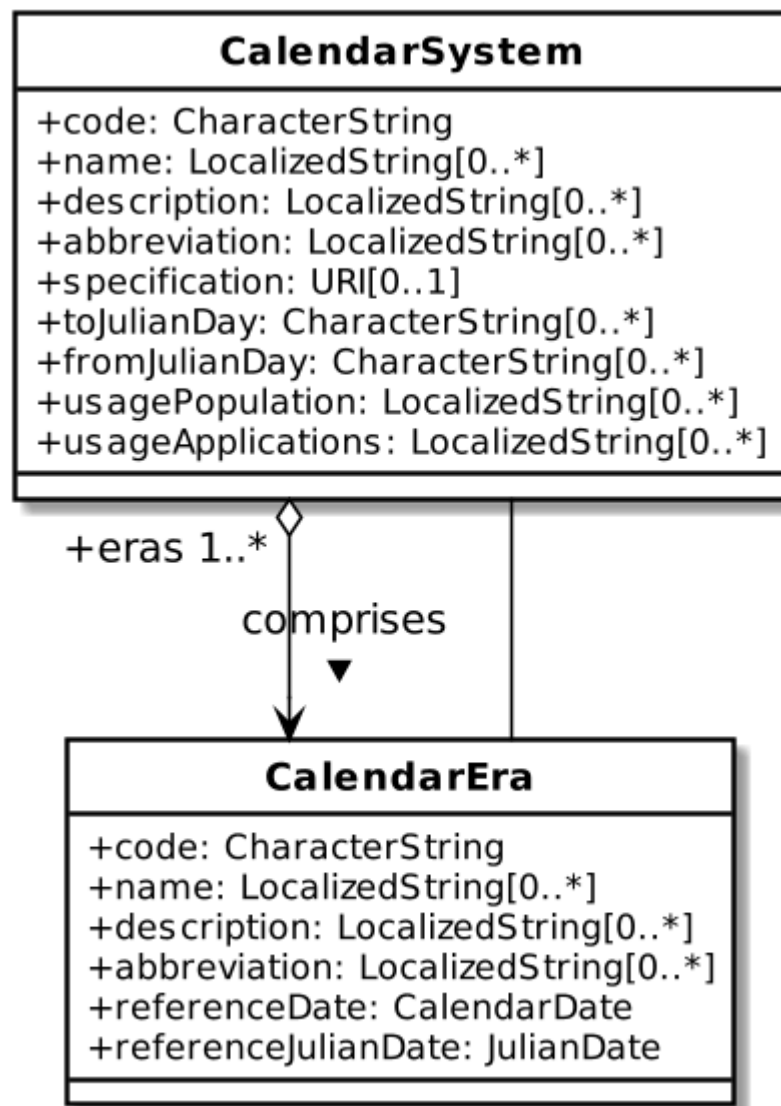 CalendarSystem
+code: CharacterString
+name: LocalizedString[0..*]
+description: LocalizedString[0..*]
+abbreviation: LocalizedString[0..*]
+specification: URI[0..1]
+toJulianDay: CharacterString[0..*]
+fromJulianDay: CharacterString[0..*]
+usagePopulation: LocalizedString[0..*]
+usageApplications: LocalizedString[0..*]
+eras 1..*
comprises
CalendarEra
+code: CharacterString
+name: LocalizedString[0..*]
+description: LocalizedString[0..*]
+abbreviation: LocalizedString[0..*]
+referenceDate: CalendarDate
+referenceJulianDate: JulianDate